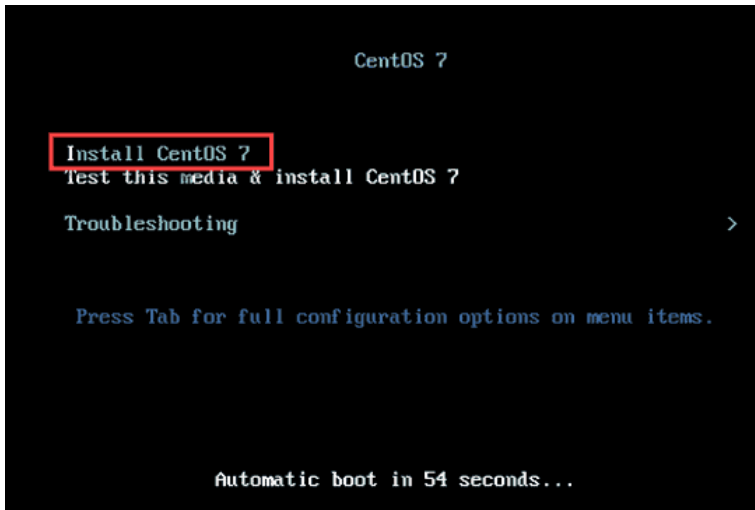 CentOS 7
Install CentOS 7
Test this media & install CentOS 7
Troubleshooting >
Press Tab for full configuration options on menu items.
Automatic boot in 54 seconds...